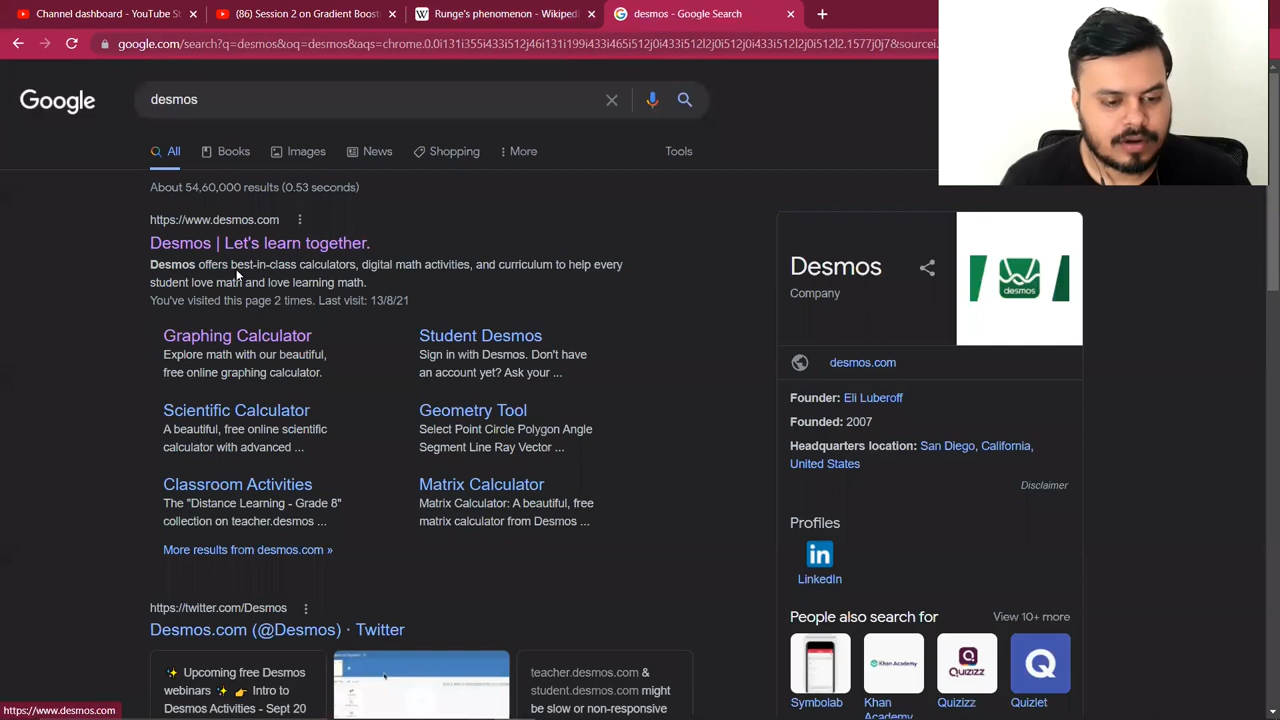 Channel dashboard - YouTube St
(86) Session 2 on Gradient Boost
W Runge's phenomenon - Wikiped
desmos - Google Search
google.com/search?q=desmos&oq=desmos&aqs=chrome.0.0i131i355i433i512j46i131i199i433i465i512j0i433i512l2j0i512l2.1577j0j7&sourcei
Google
desmos
All
Books
Images
News
Shopping
More
Tools
About 54,60,000 results (0.53 seconds)
https://www.desmos.com
Desmos | Let's learn together.
Desmos offers best-in-class calculators, digital math activities, and curriculum to help every
student love math and love learning math.
You've visited this page 2 times. Last visit: 13/8/21
Graphing Calculator
Explore math with our beautiful,
free online graphing calculator.
Student Desmos
Sign in with Desmos. Don't have
an account yet? Ask your ...
Scientific Calculator
A beautiful, free online scientific
calculator with advanced ...
Geometry Tool
Select Point Circle Polygon Angle
Segment Line Ray Vector ...
Classroom Activities
The "Distance Learning - Grade 8"
collection on teacher.desmos ...
Matrix Calculator
Matrix Calculator: A beautiful, free
matrix calculator from Desmos ...
More results from desmos.com »
https://twitter.com/Desmos
Desmos.com (@Desmos) · Twitter
✨ Upcoming free Desmos
webinars ✨ 👉 Intro to
Desmos Activities - Sept 20
teacher.desmos.com &
student.desmos.com might
be slow or non-responsive
Desmos
Company
desmos
desmos.com
Founder: Eli Luberoff
Founded: 2007
Headquarters location: San Diego, California,
United States
Disclaimer
Profiles
in
LinkedIn
People also search for
View 10+ more
Khan Academy
Quizizz
Q
Symbolab
Khan
Academy
Quizizz
Quizlet
https://www.desmos.com